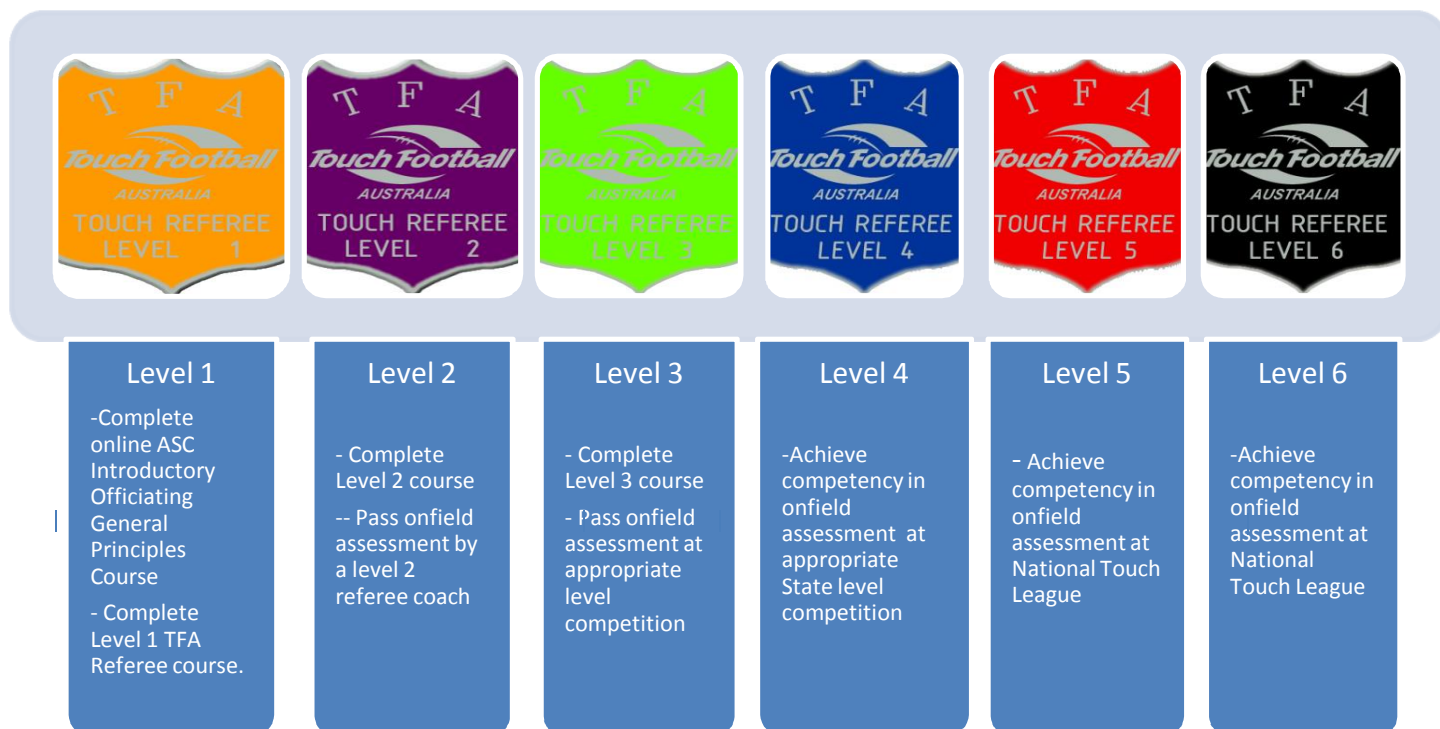 T F A
Touch Football
AUSTRALIA
TOUCH REFEREE
LEVEL 1
T F A
Touch Football
AUSTRALIA
TOUCH REFEREE
LEVEL 2
T F A
Touch Football
AUSTRALIA
TOUCH REFEREE
LEVEL 3
T F A
Touch Football
AUSTRALIA
TOUCH REFEREE
LEVEL 4
T F A
Touch Football
AUSTRALIA
TOUCH REFEREE
LEVEL 5
T F A
Touch Football
AUSTRALIA
TOUCH REFEREE
LEVEL 6
Level 1
-Complete
online ASC
Introductory
Officiating
General
Principles
Course
- Complete
Level 1 TFA
Referee course.
Level 2
- Complete
Level 2 course
-- Pass onfield
assessment by
a level 2
referee coach
Level 3
- Complete
Level 3 course
- Pass onfield
assessment at
appropriate
level
competition
Level 4
-Achieve
competency in
onfield
assessment at
appropriate
State level
competition
Level 5
- Achieve
competency in
onfield
assessment at
National Touch
League
Level 6
-Achieve
competency in
onfield
assessment at
National
Touch League